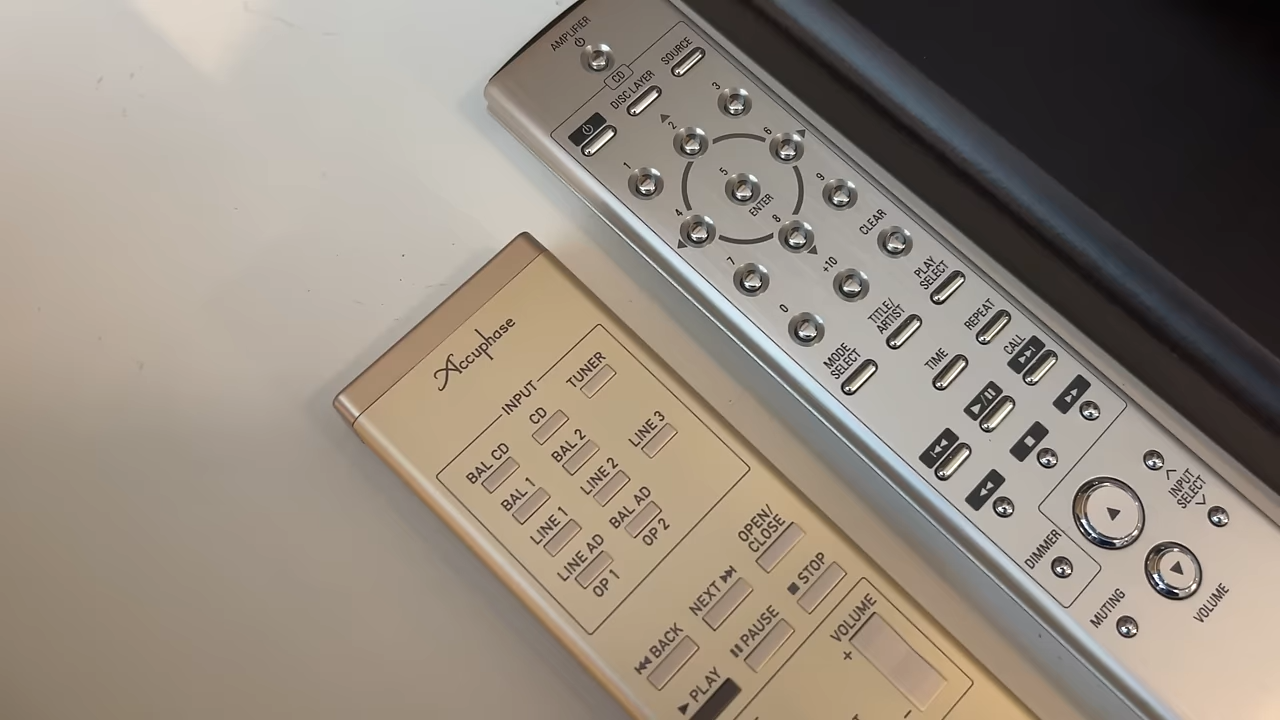 AMPLIFIER
CD
SOURCE
DISC LAYER
1
2
3
4
5
6
ENTER
7
8
9
0
+10
CLEAR
MODE
SELECT
TITLE/
ARTIST
PLAY
SELECT
TIME
REPEAT
CALL
DIMMER
INPUT
SELECT
MUTING
VOLUME
Accuphase
INPUT
TUNER
BAL CD
CD
BAL 1
BAL 2
LINE 3
LINE 1
LINE 2
LINE AD
BAL AD
OP 1
OP 2
OPEN/
CLOSE
NEXT
STOP
BACK
PAUSE
PLAY
VOLUME
+
−